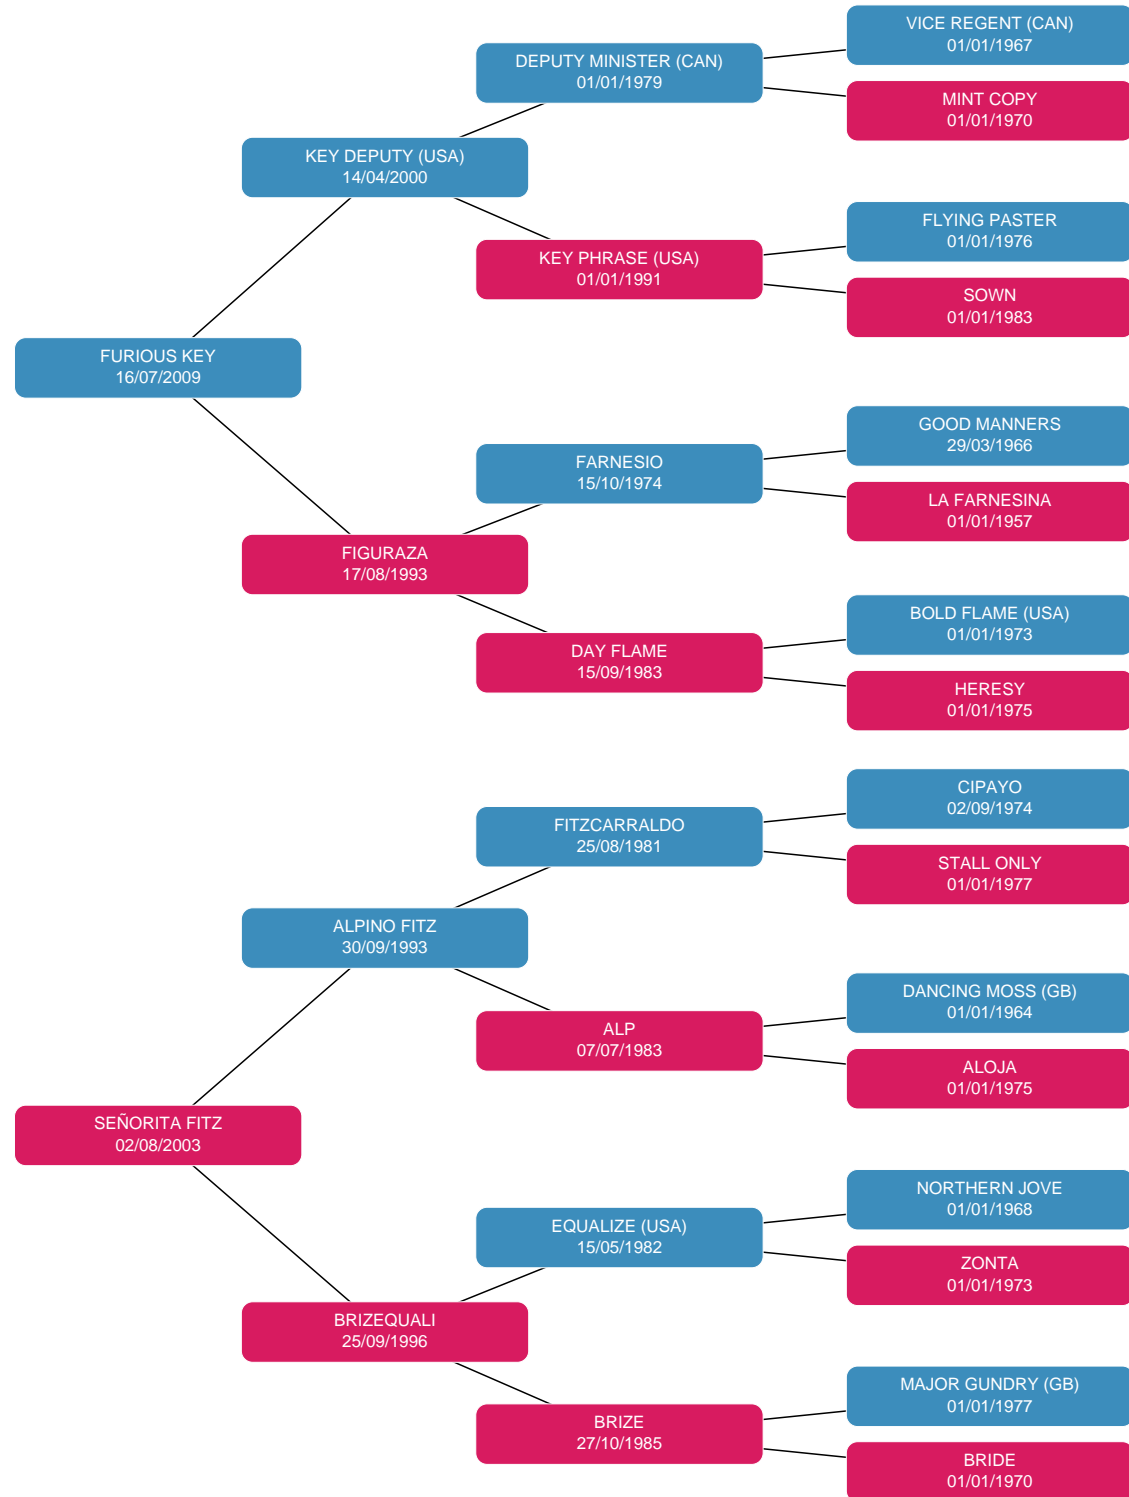 VICE REGENT (CAN)
01/01/1967
DEPUTY MINISTER (CAN)
01/01/1979
MINT COPY
01/01/1970
KEY DEPUTY (USA)
14/04/2000
FLYING PASTER
01/01/1976
KEY PHRASE (USA)
01/01/1991
SOWN
01/01/1983
FURIOUS KEY
16/07/2009
GOOD MANNERS
29/03/1966
FARNESIO
15/10/1974
LA FARNESINA
01/01/1957
FIGURAZA
17/08/1993
BOLD FLAME (USA)
01/01/1973
DAY FLAME
15/09/1983
HERESY
01/01/1975
CIPAYO
02/09/1974
FITZCARRALDO
25/08/1981
STALL ONLY
01/01/1977
ALPINO FITZ
30/09/1993
DANCING MOSS (GB)
01/01/1964
ALP
07/07/1983
ALOJA
01/01/1975
SEÑORITA FITZ
02/08/2003
NORTHERN JOVE
01/01/1968
EQUALIZE (USA)
15/05/1982
ZONTA
01/01/1973
BRIZEQUALI
25/09/1996
MAJOR GUNDRY (GB)
01/01/1977
BRIZE
27/10/1985
BRIDE
01/01/1970